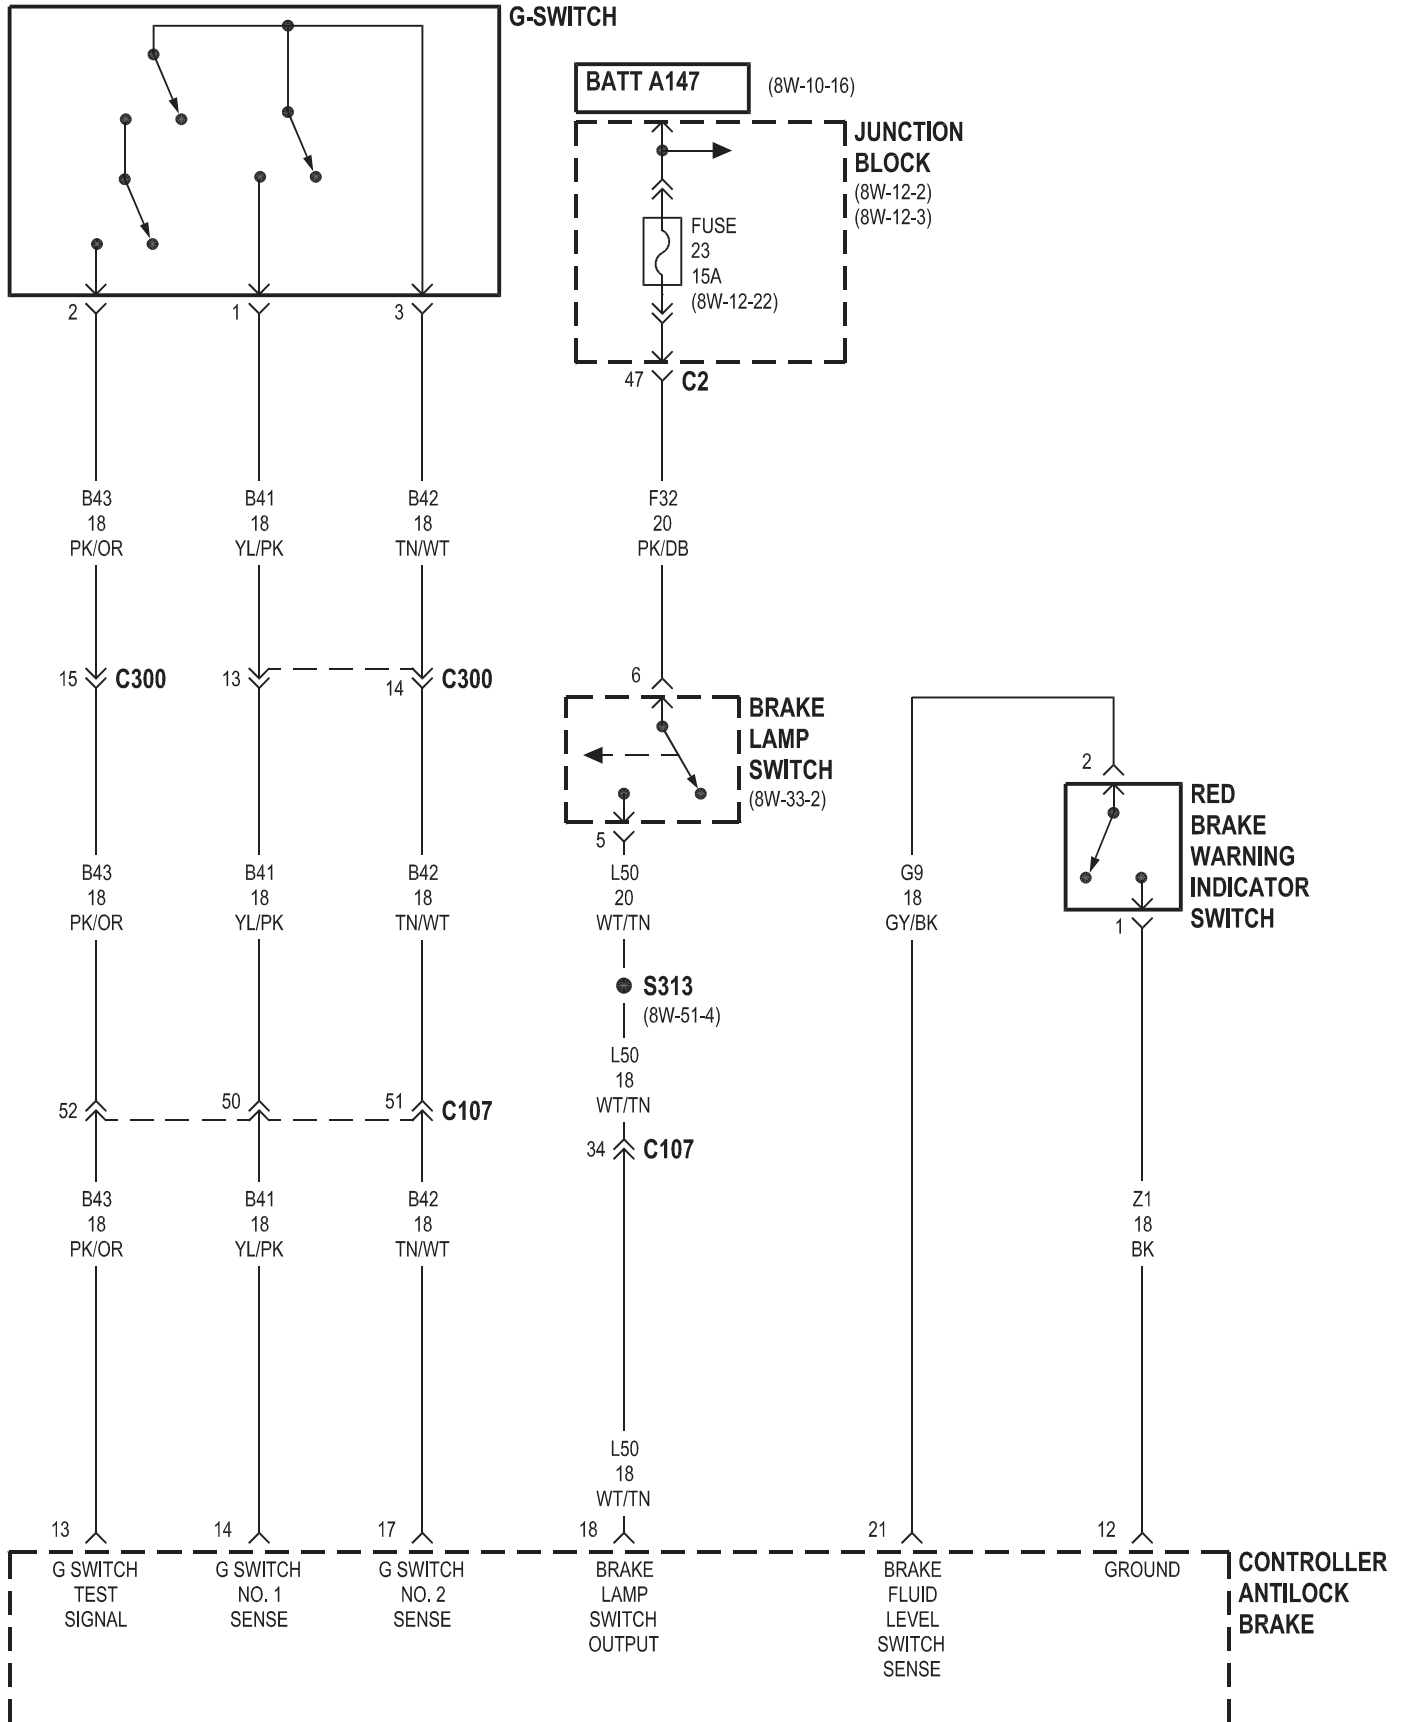 G-SWITCH
BATT A147
(8W-10-16)
JUNCTION
BLOCK
(8W-12-2)
(8W-12-3)
FUSE
23
15A
(8W-12-22)
2
1
3
47
C2
B43
18
PK/OR
B41
18
YL/PK
B42
18
TN/WT
F32
20
PK/DB
15
C300
13
14
C300
6
BRAKE
LAMP
SWITCH
(8W-33-2)
5
2
RED
BRAKE
WARNING
INDICATOR
SWITCH
1
B43
18
PK/OR
B41
18
YL/PK
B42
18
TN/WT
L50
20
WT/TN
G9
18
GY/BK
S313
(8W-51-4)
L50
18
WT/TN
52
50
51
C107
34
C107
B43
18
PK/OR
B41
18
YL/PK
B42
18
TN/WT
Z1
18
BK
L50
18
WT/TN
13
14
17
18
21
12
G SWITCH
TEST
SIGNAL
G SWITCH
NO. 1
SENSE
G SWITCH
NO. 2
SENSE
BRAKE
LAMP
SWITCH
OUTPUT
BRAKE
FLUID
LEVEL
SWITCH
SENSE
GROUND
CONTROLLER
ANTILOCK
BRAKE